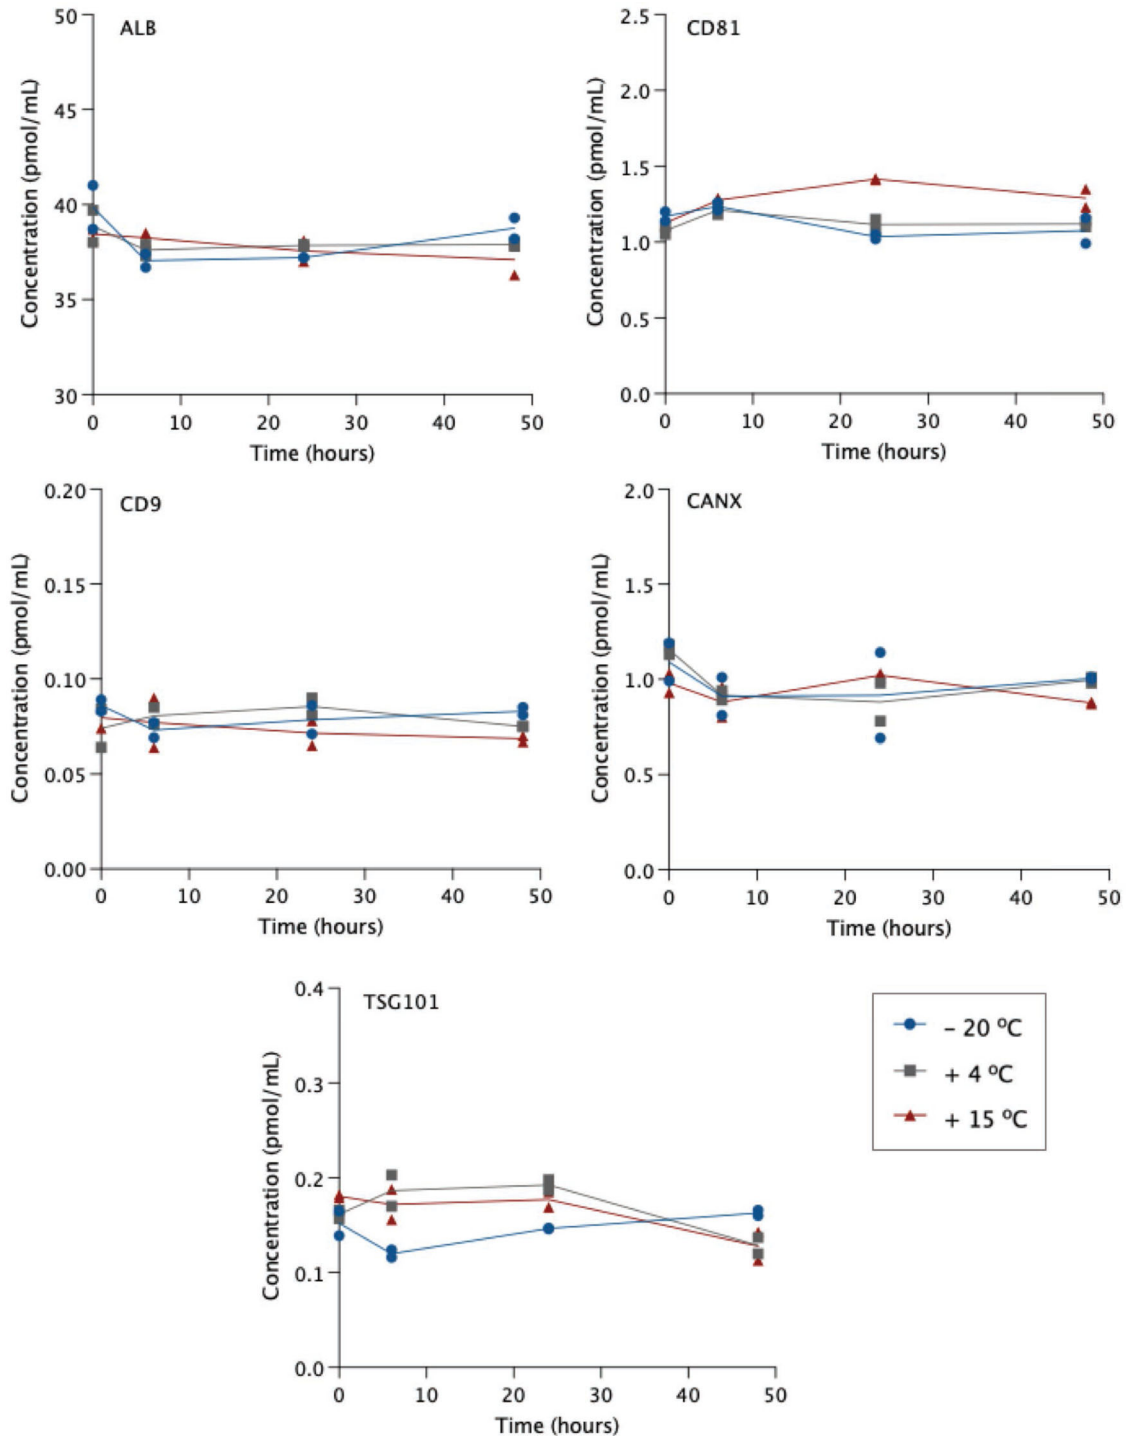 ALB
50
45
40
35
30
Concentration (pmol/mL)
0 10 20 30 40 50
Time (hours)
CD81
2.5
2.0
1.5
1.0
0.5
0.0
Concentration (pmol/mL)
0 10 20 30 40 50
Time (hours)
CD9
0.20
0.15
0.10
0.05
0.00
Concentration (pmol/mL)
0 10 20 30 40 50
Time (hours)
CANX
2.0
1.5
1.0
0.5
0.0
Concentration (pmol/mL)
0 10 20 30 40 50
Time (hours)
TSG101
0.4
0.3
0.2
0.1
0.0
Concentration (pmol/mL)
0 10 20 30 40 50
Time (hours)
– 20 ºC
+ 4 ºC
+ 15 ºC